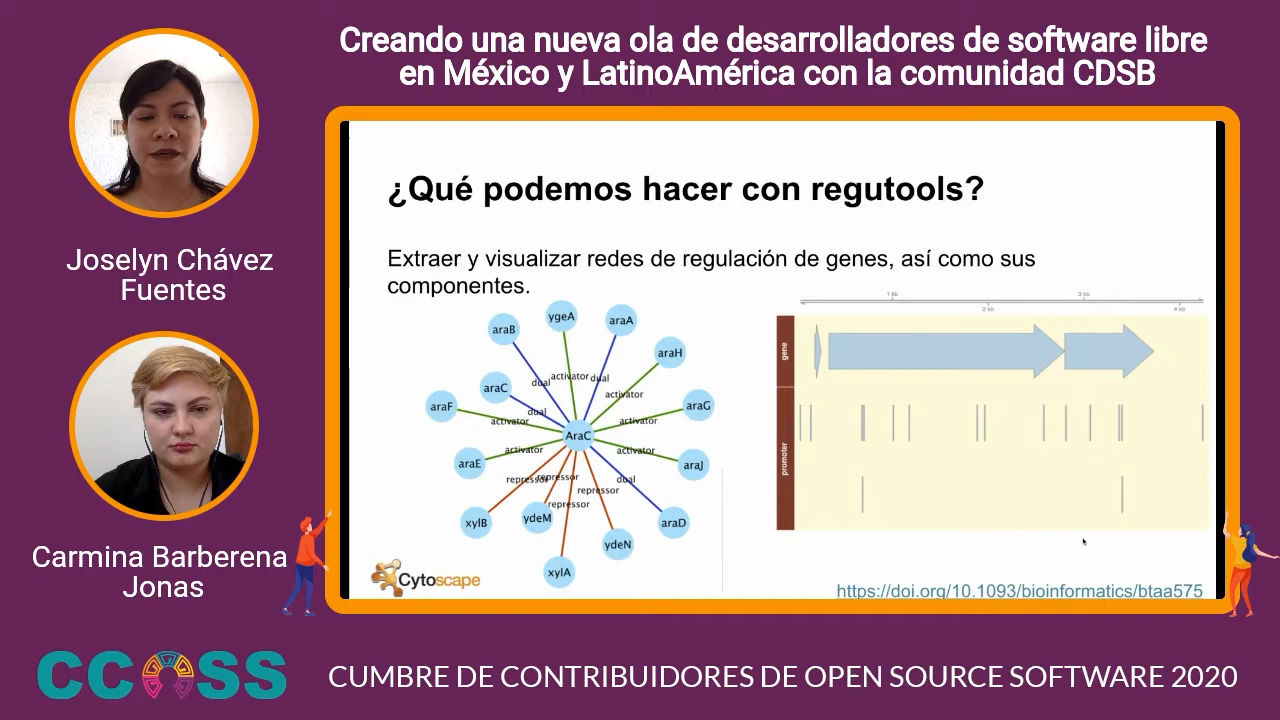 Creando una nueva ola de desarrolladores de software libre
en México y LatinoAmérica con la comunidad CDSB
Joselyn Chávez
Fuentes
Carmina Barberena
Jonas
¿Qué podemos hacer con regutools?
Extraer y visualizar redes de regulación de genes, así como sus
componentes.
ygeA
araB
araA
araH
araC
araF
araG
AraC
araE
araJ
xylB
ydeM
araD
ydeN
xylA
activator
dual
dual
activator
dual
activator
activator
activator
activator
repressor
repressor
dual
repressor
repressor
Cytoscape
1 kb
3 kb
2 kb
4 kb
gene
promoter
https://doi.org/10.1093/bioinformatics/btaa575
CCOSS
CUMBRE DE CONTRIBUIDORES DE OPEN SOURCE SOFTWARE 2020